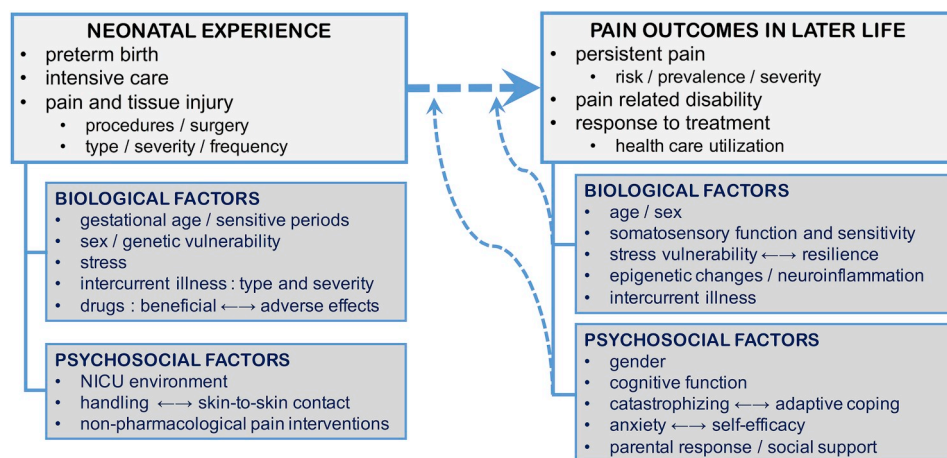 NEONATAL EXPERIENCE
• preterm birth
• intensive care
• pain and tissue injury
• procedures / surgery
• type / severity / frequency
BIOLOGICAL FACTORS
• gestational age / sensitive periods
• sex / genetic vulnerability
• stress
• intercurrent illness : type and severity
• drugs : beneficial ←→ adverse effects
PSYCHOSOCIAL FACTORS
• NICU environment
• handling ←→ skin-to-skin contact
• non-pharmacological pain interventions
PAIN OUTCOMES IN LATER LIFE
• persistent pain
• risk / prevalence / severity
• pain related disability
• response to treatment
• health care utilization
BIOLOGICAL FACTORS
• age / sex
• somatosensory function and sensitivity
• stress vulnerability ←→ resilience
• epigenetic changes / neuroinflammation
• intercurrent illness
PSYCHOSOCIAL FACTORS
• gender
• cognitive function
• catastrophizing ←→ adaptive coping
• anxiety ←→ self-efficacy
• parental response / social support